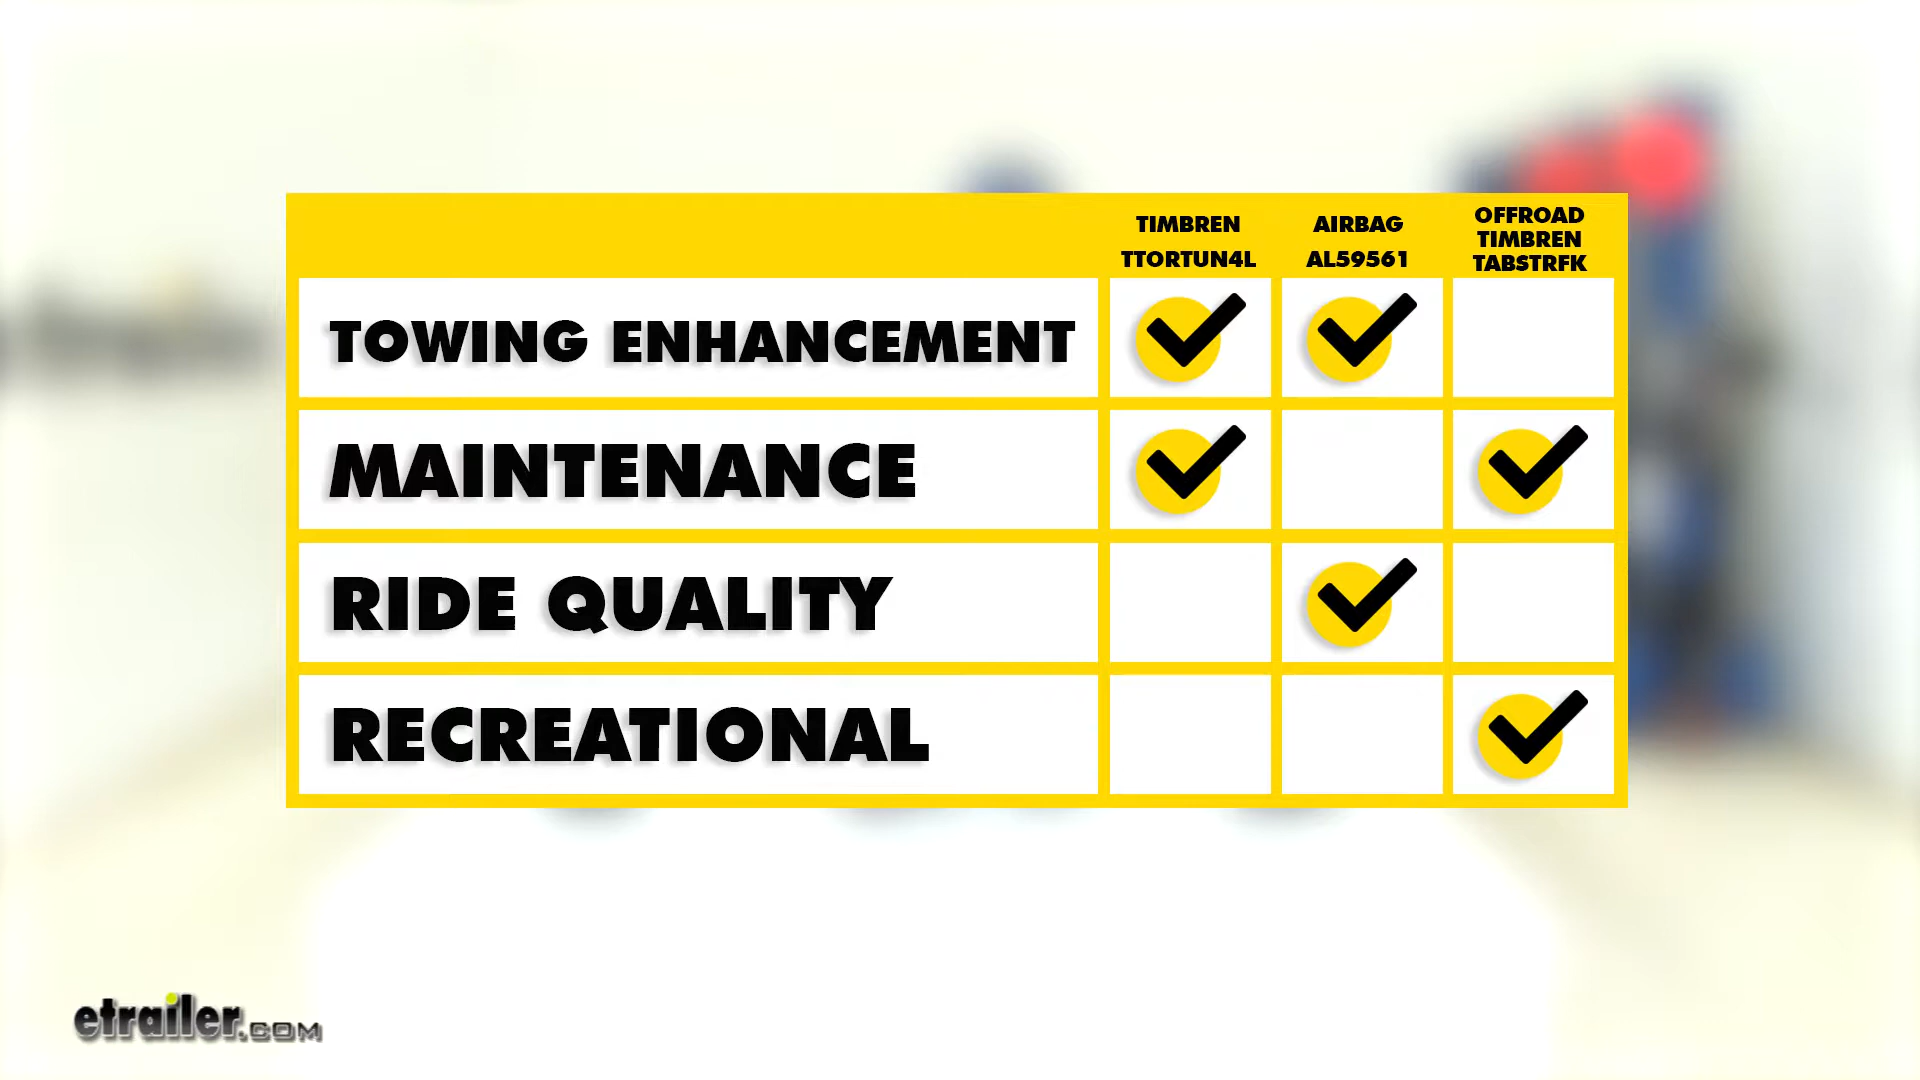 TIMBREN
TTORTUN4L
AIRBAG
AL59561
OFFROAD
TIMBREN
TABSTRFK
TOWING ENHANCEMENT
MAINTENANCE
RIDE QUALITY
RECREATIONAL
etrailer.com